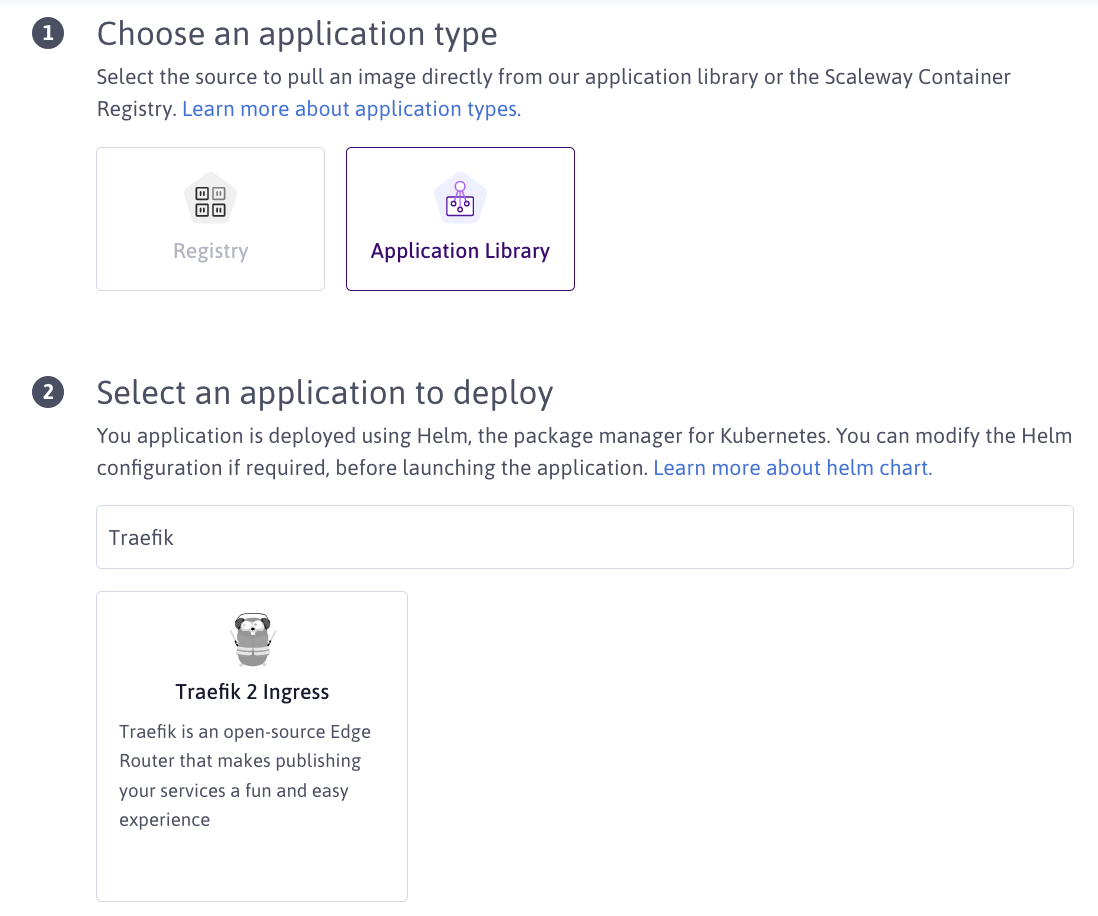 1 Choose an application type
Select the source to pull an image directly from our application library or the Scaleway Container
Registry. Learn more about application types.
Registry
Application Library
2 Select an application to deploy
You application is deployed using Helm, the package manager for Kubernetes. You can modify the Helm
configuration if required, before launching the application. Learn more about helm chart.
Traefik
Traefik 2 Ingress
Traefik is an open-source Edge
Router that makes publishing
your services a fun and easy
experience